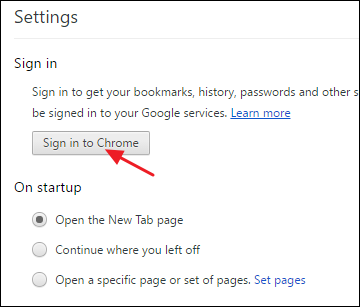 Settings
Sign in
Sign in to get your bookmarks, history, passwords and other s
be signed in to your Google services. Learn more
Sign in to Chrome
On startup
Open the New Tab page
Continue where you left off
Open a specific page or set of pages. Set pages